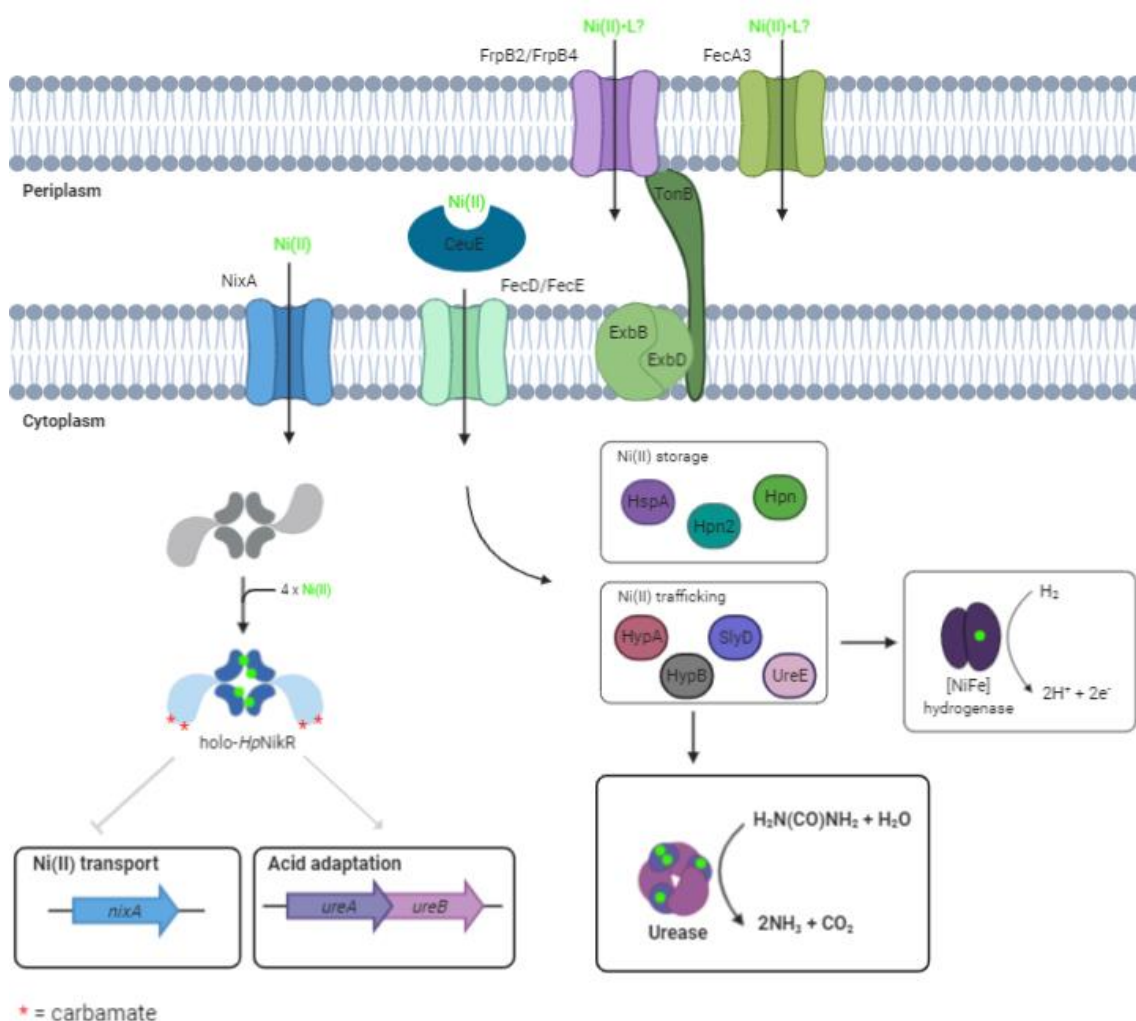 Ni(II)•L?
Ni(II)•L?
FrpB2/FrpB4
FecA3
Periplasm
TonB
Ni(II)
CeuE
Ni(II)
NixA
FecD/FecE
ExbB
ExbD
Cytoplasm
Ni(II) storage
HspA
Hpn2
Hpn
4 x Ni(II)
Ni(II) trafficking
HypA
HypB
SlyD
UreE
H₂
[NiFe]
hydrogenase
2H⁺ + 2e⁻
* * * *
holo-HpNikR
Ni(II) transport
nixA
Acid adaptation
ureA
ureB
H₂N(CO)NH₂ + H₂O
Urease
2NH₃ + CO₂
* = carbamate